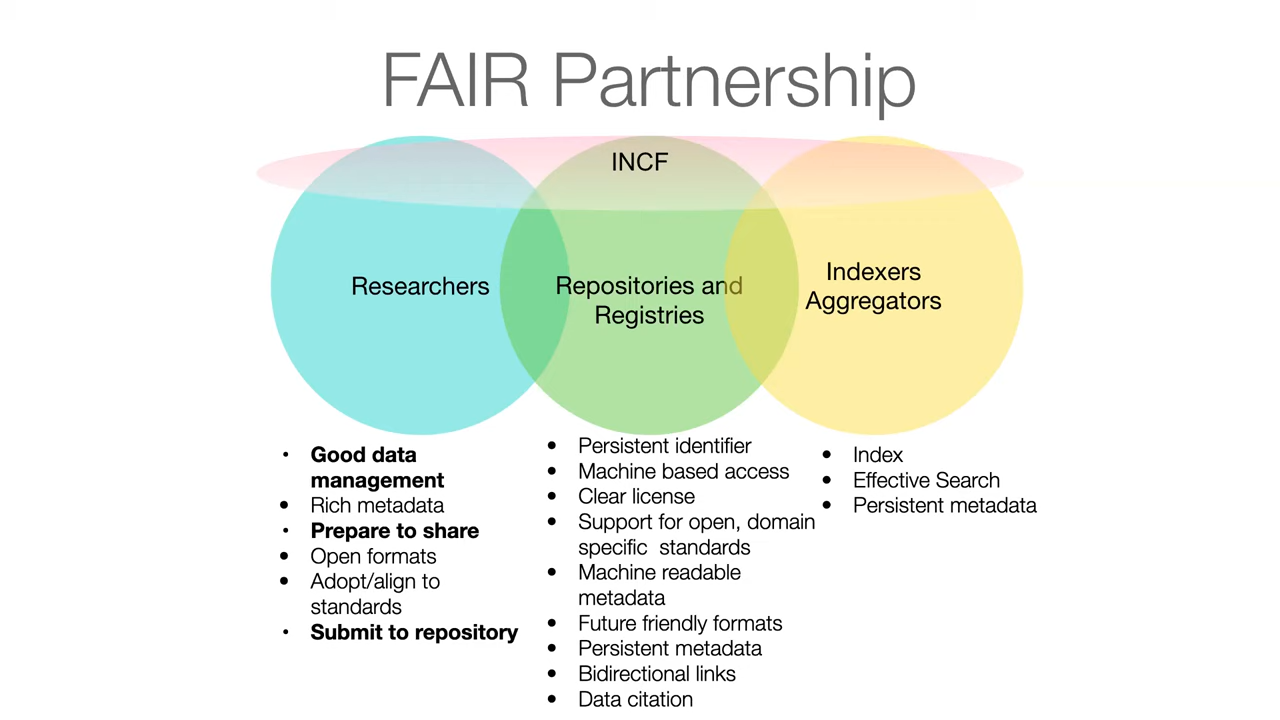 FAIR Partnership
INCF
Researchers
Repositories and
Registries
Indexers
Aggregators
• Good data
management
• Rich metadata
• Prepare to share
• Open formats
• Adopt/align to
standards
• Submit to repository
• Persistent identifier
• Machine based access
• Clear license
• Support for open, domain
specific  standards
• Machine readable
metadata
• Future friendly formats
• Persistent metadata
• Bidirectional links
• Data citation
• Index
• Effective Search
• Persistent metadata